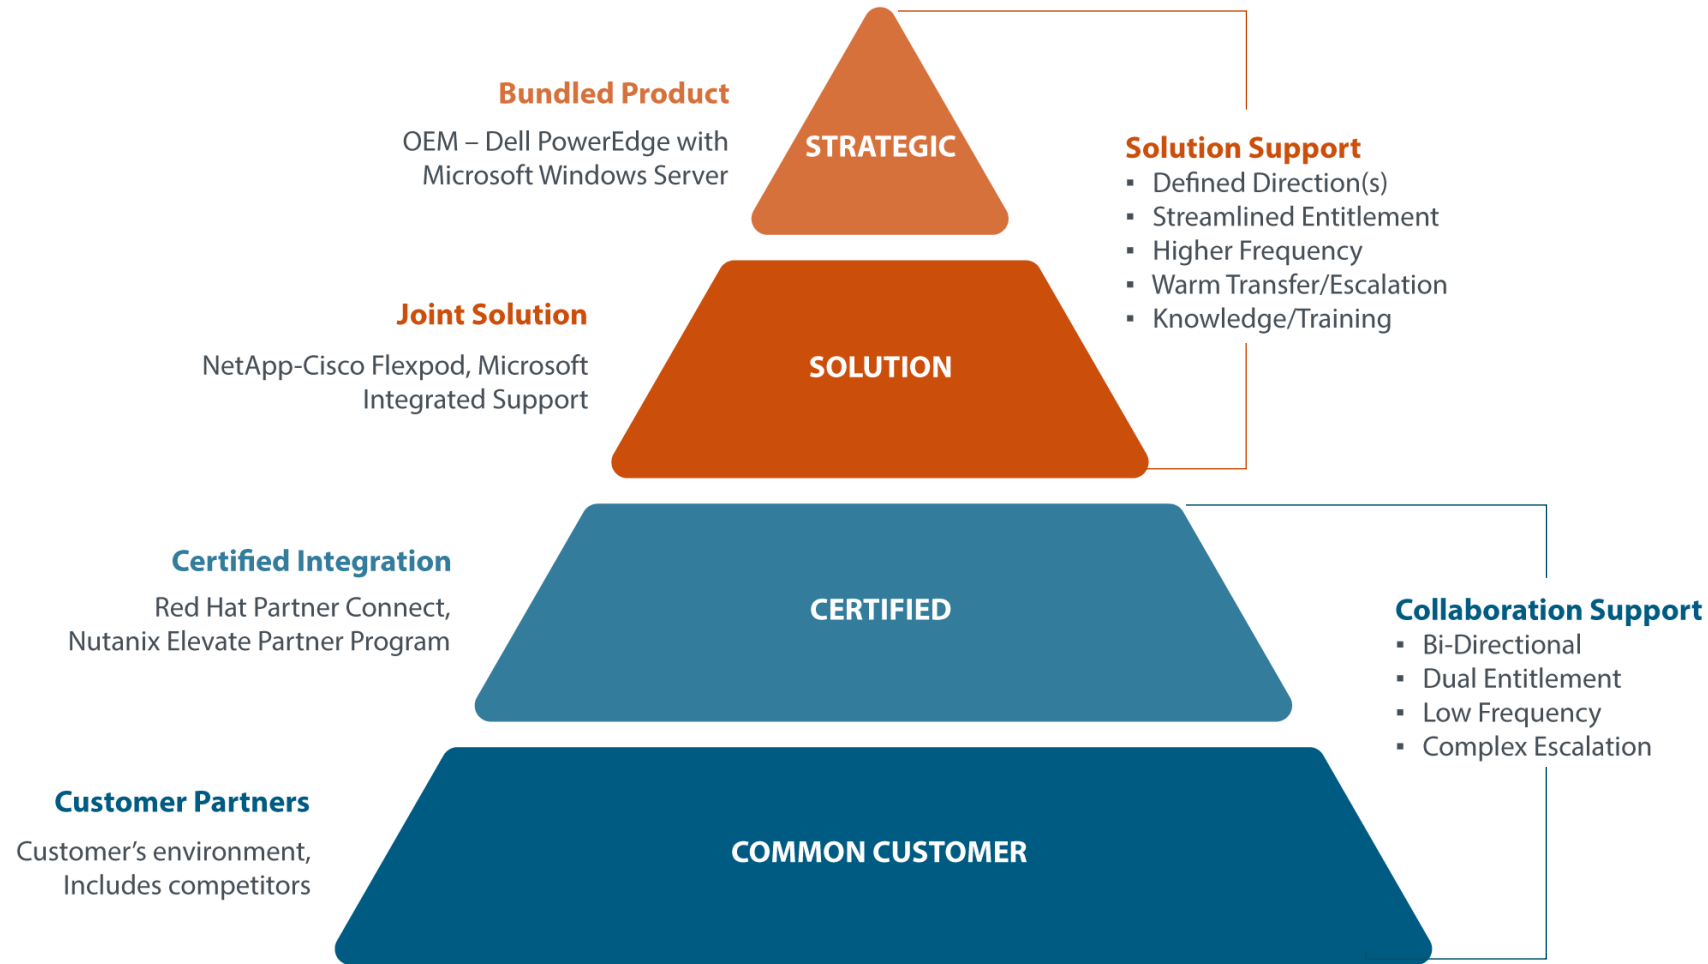 Bundled Product
OEM – Dell PowerEdge with
Microsoft Windows Server
STRATEGIC
Solution Support
▪ Defined Direction(s)
▪ Streamlined Entitlement
▪ Higher Frequency
▪ Warm Transfer/Escalation
▪ Knowledge/Training
Joint Solution
NetApp-Cisco Flexpod, Microsoft
Integrated Support
SOLUTION
Certified Integration
Red Hat Partner Connect,
Nutanix Elevate Partner Program
CERTIFIED
Collaboration Support
▪ Bi-Directional
▪ Dual Entitlement
▪ Low Frequency
▪ Complex Escalation
Customer Partners
Customer’s environment,
Includes competitors
COMMON CUSTOMER